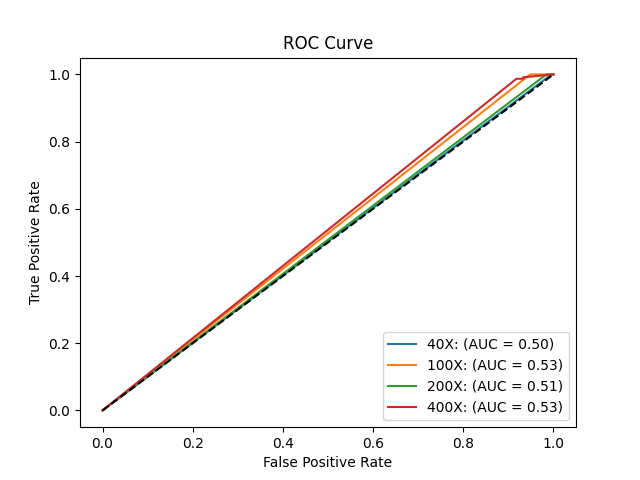 ROC Curve
True Positive Rate
1.0
0.8
0.6
0.4
0.2
0.0
40X: (AUC = 0.50)
100X: (AUC = 0.53)
200X: (AUC = 0.51)
400X: (AUC = 0.53)
0.0 0.2 0.4 0.6 0.8 1.0
False Positive Rate